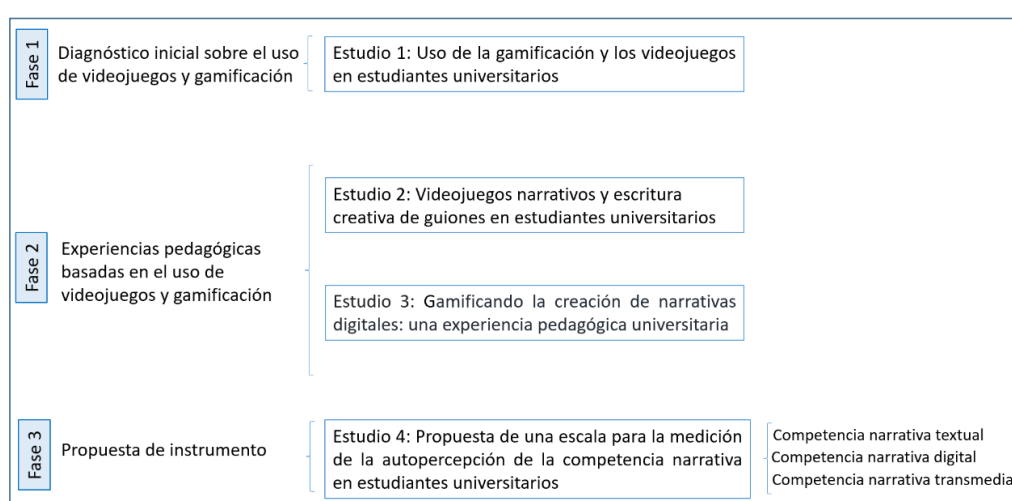 Fase 1
Diagnóstico inicial sobre el uso
de videojuegos y gamificación
Estudio 1: Uso de la gamificación y los videojuegos
en estudiantes universitarios
Fase 2
Experiencias pedagógicas
basadas en el uso de
videojuegos y gamificación
Estudio 2: Videojuegos narrativos y escritura
creativa de guiones en estudiantes universitarios
Estudio 3: Gamificando la creación de narrativas
digitales: una experiencia pedagógica universitaria
Fase 3
Propuesta de instrumento
Estudio 4: Propuesta de una escala para la medición
de la autopercepción de la competencia narrativa
en estudiantes universitarios
Competencia narrativa textual
Competencia narrativa digital
Competencia narrativa transmedia